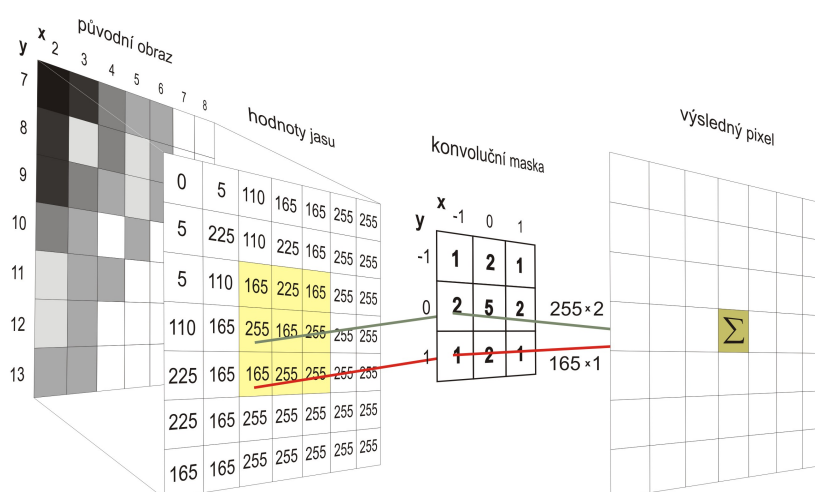 původní obraz
x 2 3 4 5 6 7 8
y
7
8
9
10
11
12
13
hodnoty jasu
0 5 110 165 165 255 255
5 225 110 225 165 255 255
5 110 165 225 165 255 255
110 165 255 165 255 255 255
225 165 165 255 255 255 255
225 165 255 255 255 255 255
165 165 255 255 255 255 255
konvoluční maska
x -1 0 1
y
-1 1 2 1
0 2 5 2
1 1 2 1
255×2
165×1
výsledný pixel
Σ